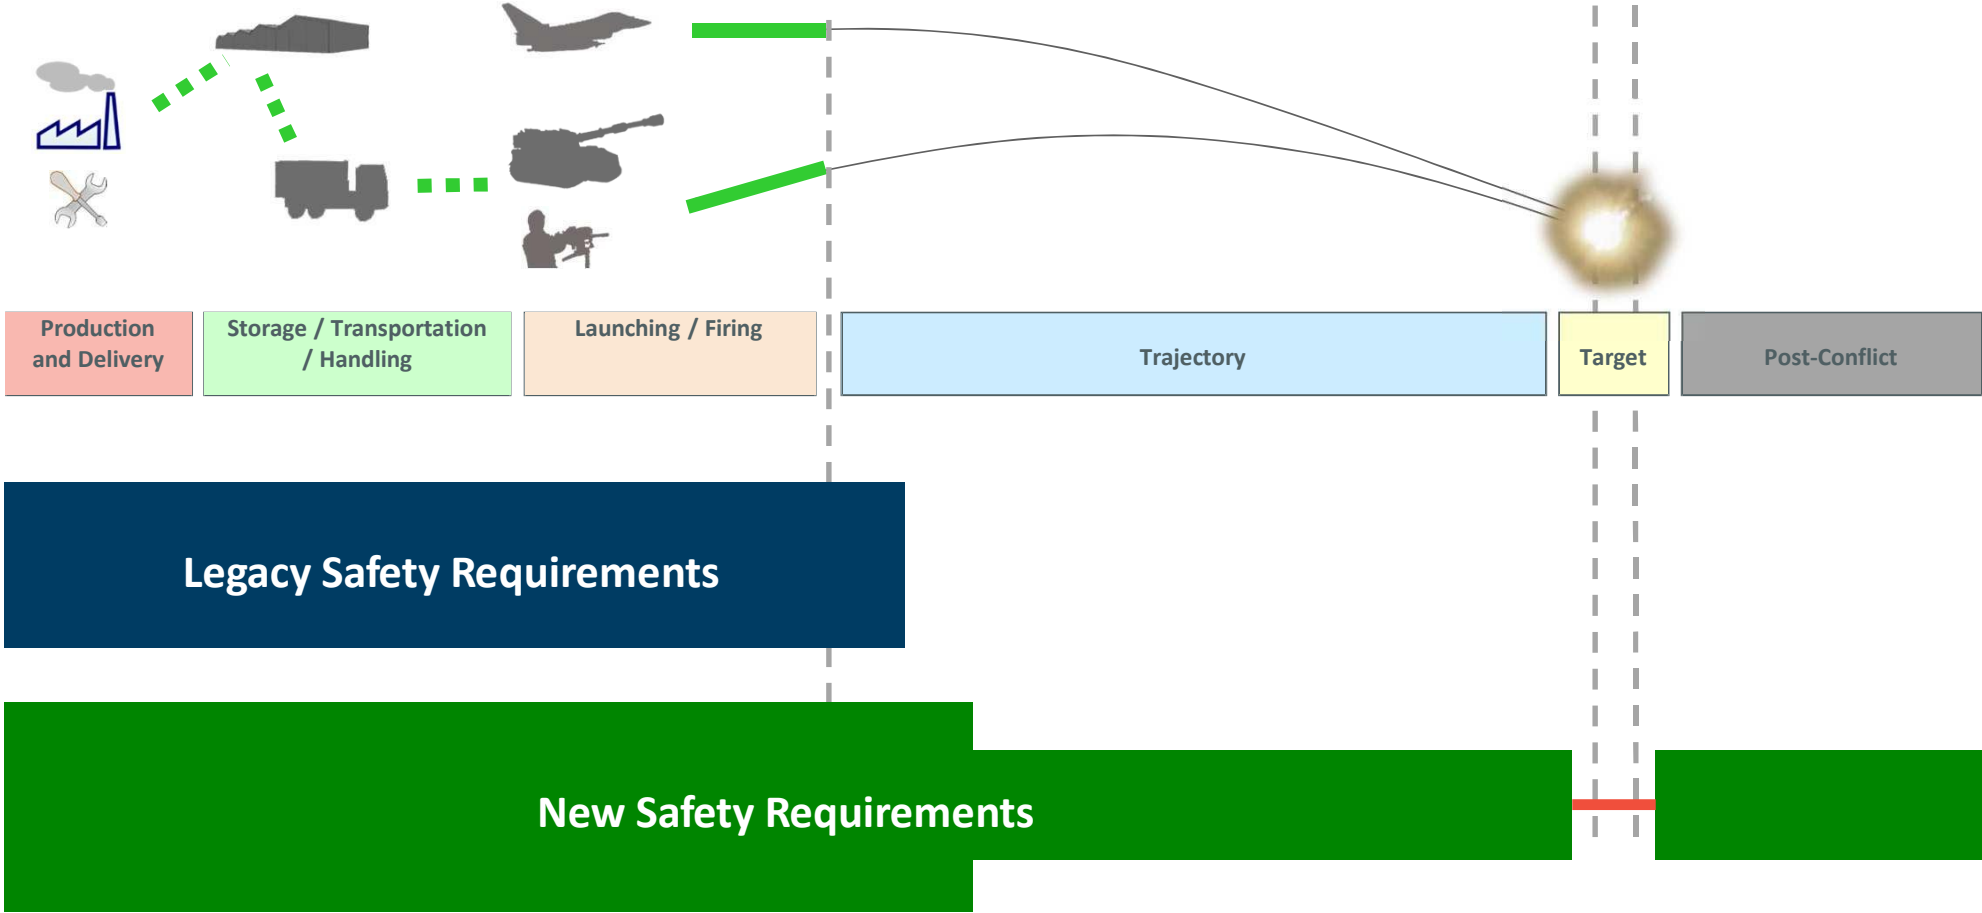 Production
and Delivery
Storage / Transportation
/ Handling
Launching / Firing
Trajectory
Target
Post-Conflict
Legacy Safety Requirements
New Safety Requirements